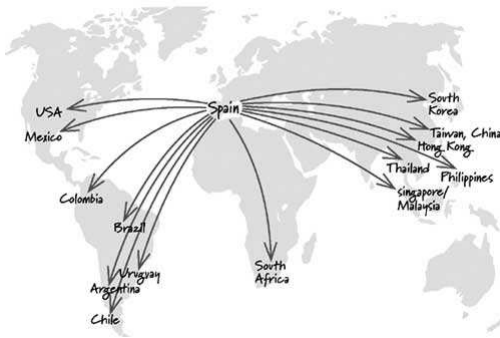 Spain
USA
Mexico
Colombia
Brazil
Uruguay
Argentina
Chile
South
Africa
South
Korea
Taiwan, China
Hong Kong
Thailand
Philippines
Singapore/
Malaysia